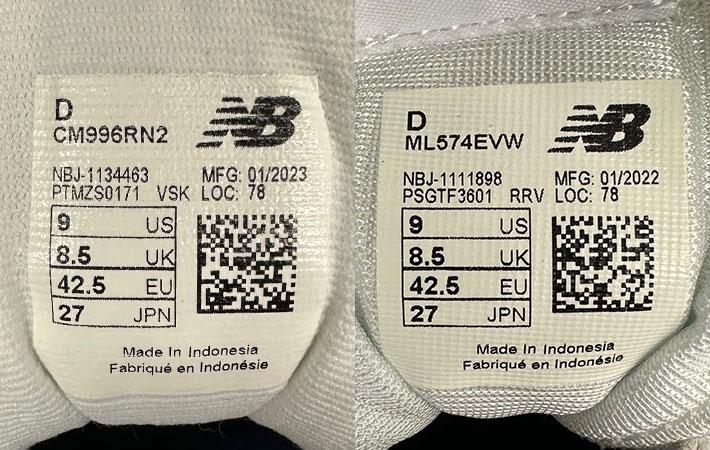 D
CM996RN2
NB
NBJ-1134463 MFG: 01/2023
PTMZS0171 VSK LOC: 78
9 US
8.5 UK
42.5 EU
27 JPN
Made In Indonesia
Fabriqué en Indonésie
D
ML574EVW
NB
NBJ-1111898 MFG: 01/2022
PSGTF3601 RRV LOC: 78
9 US
8.5 UK
42.5 EU
27 JPN
Made In Indonesia
Fabriqué en Indonésie